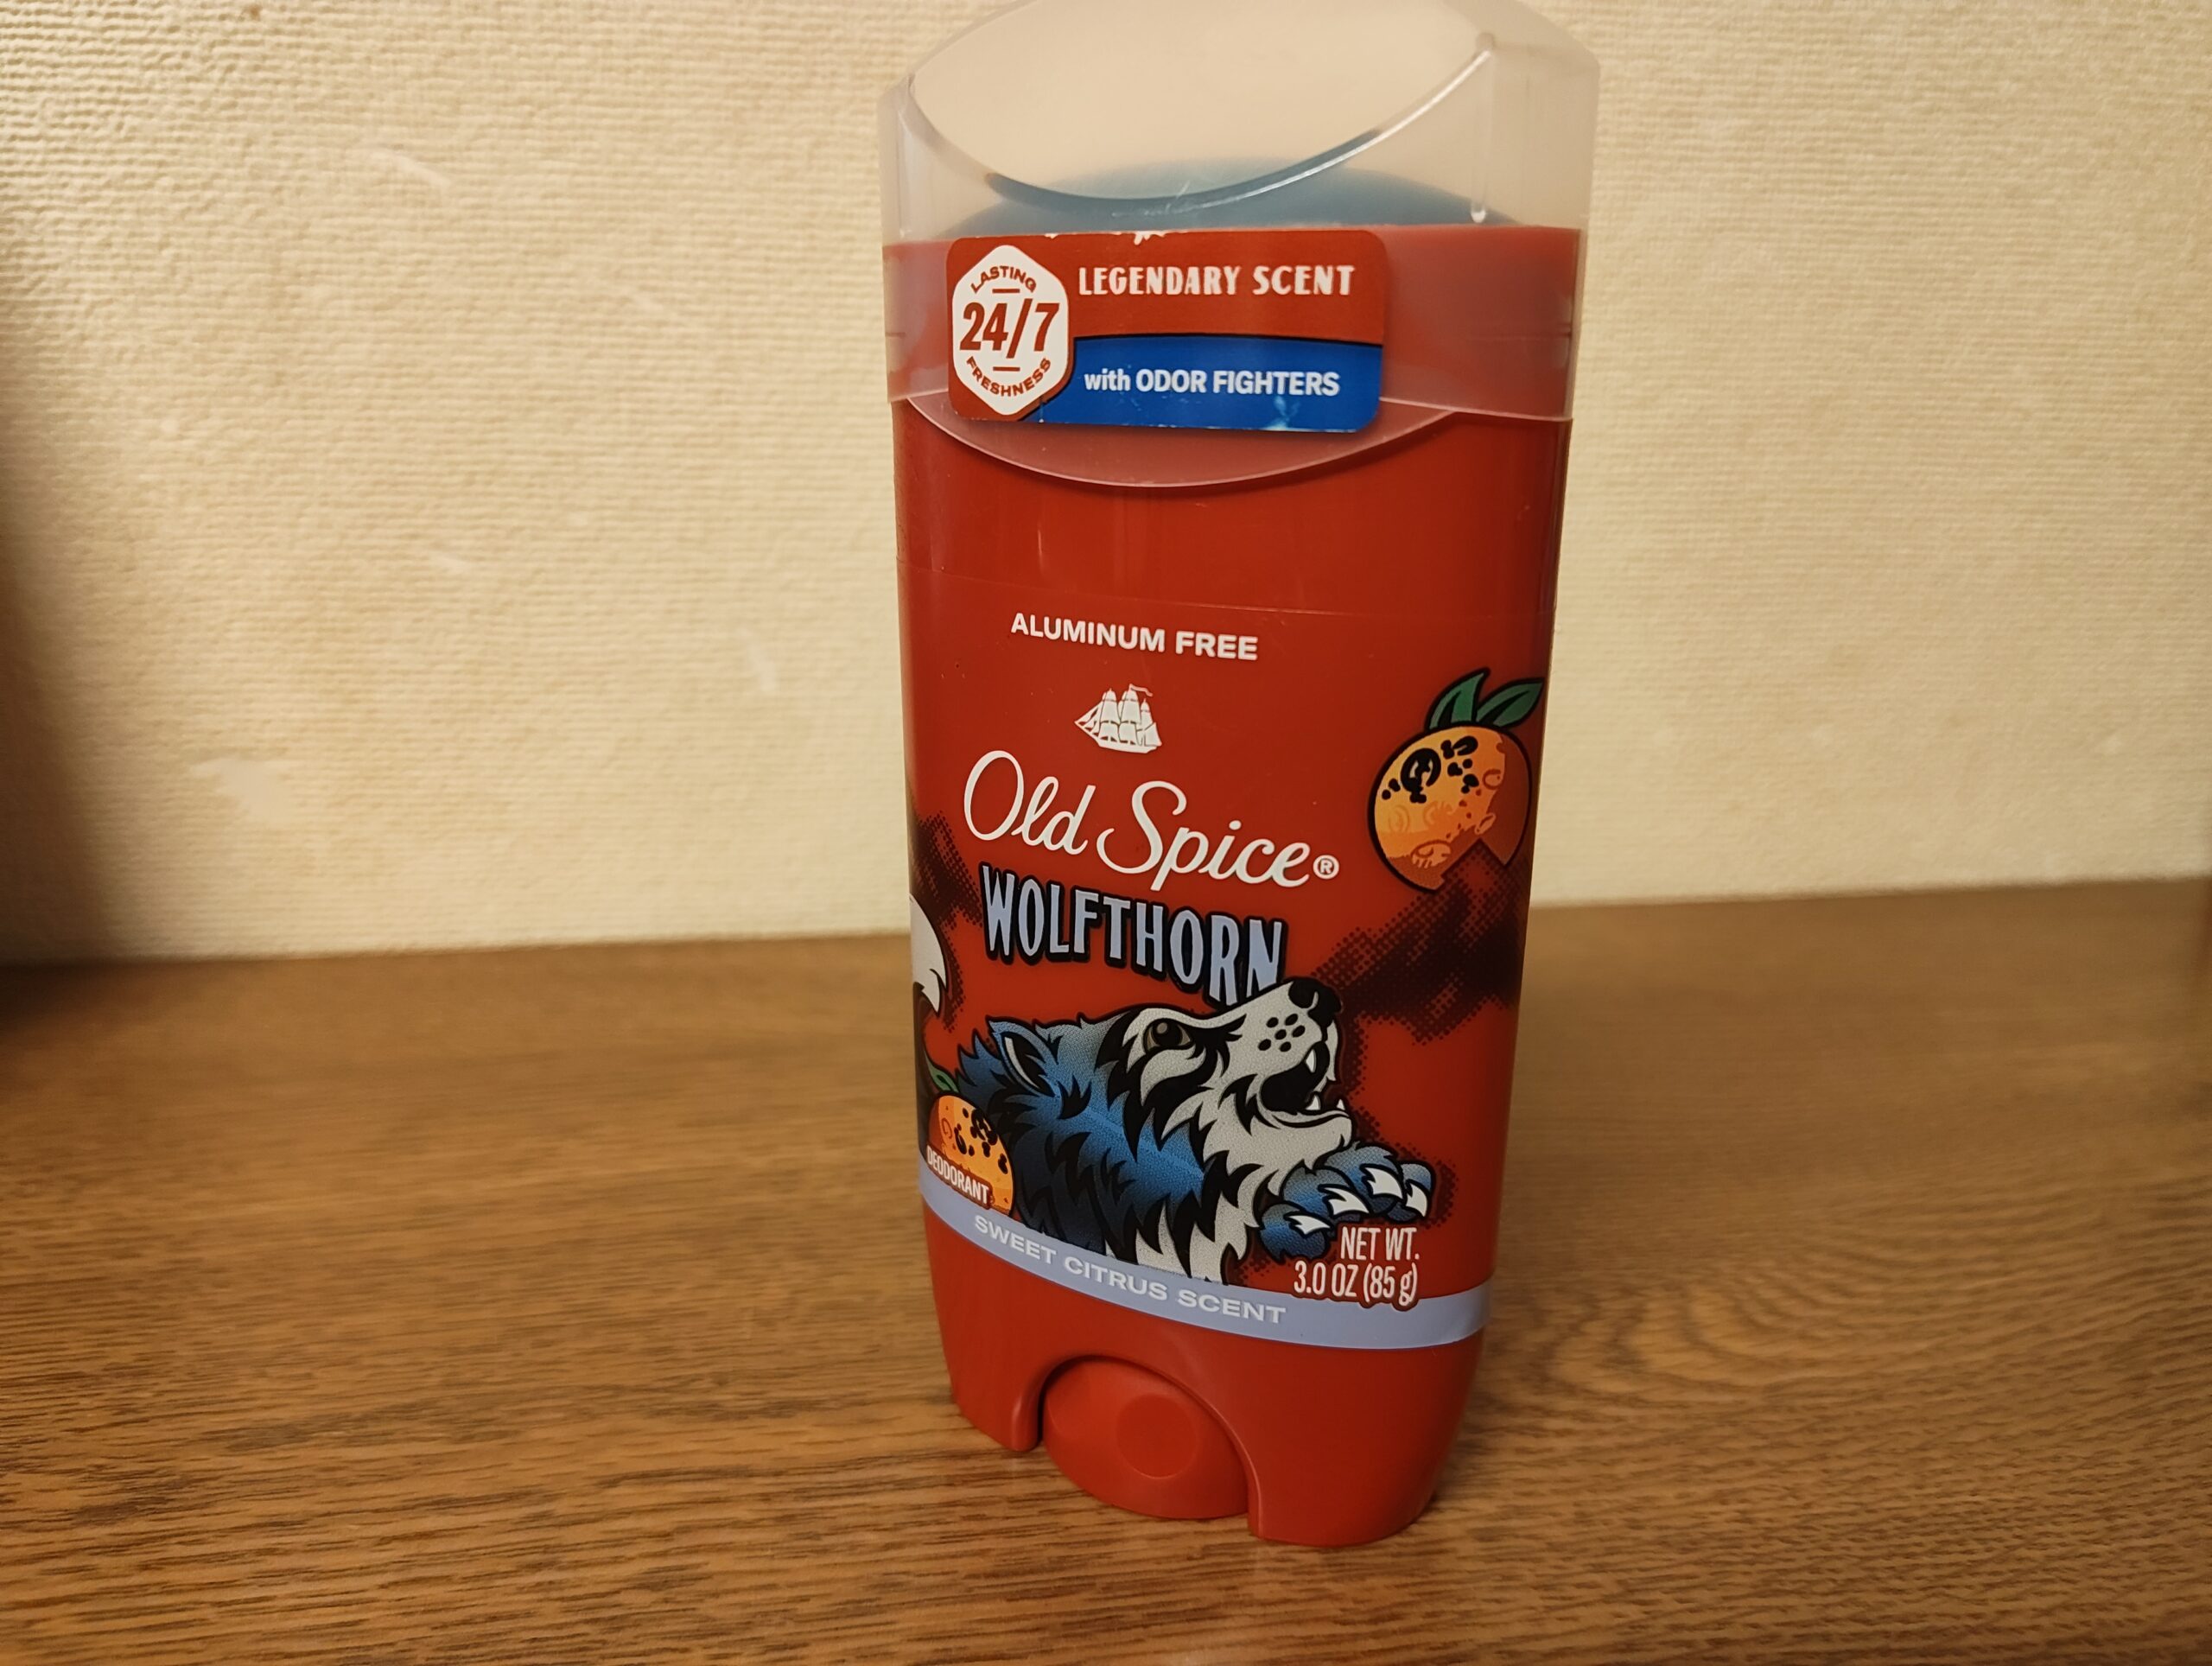 LASTING
24/7
FRESHNESS
LEGENDARY SCENT
with ODOR FIGHTERS
ALUMINUM FREE
Old Spice®
WOLFTHORN
DEODORANT
SWEET CITRUS SCENT
NET WT.
3.0 OZ (85 g)